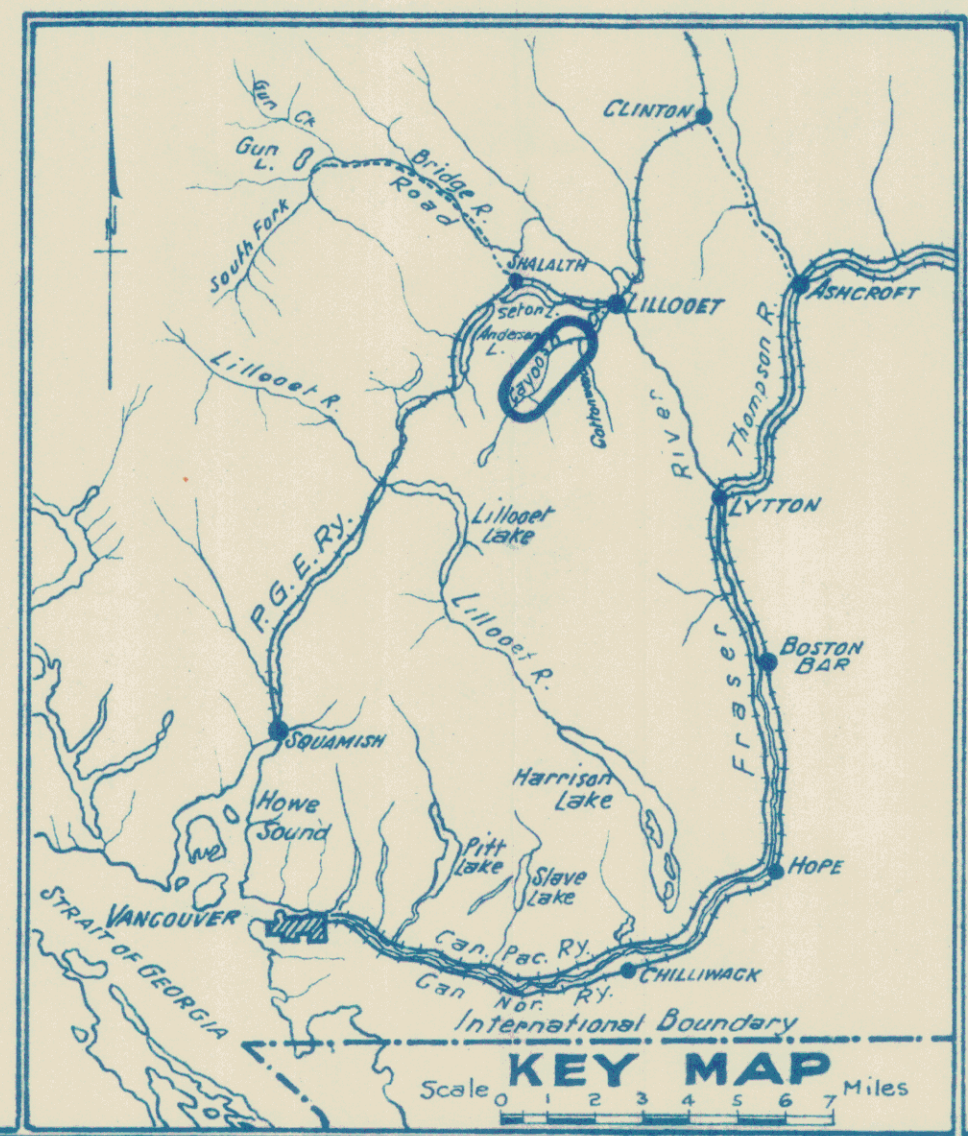 CLINTON
Gun Ck
Gun
L.
Bridge R.
Road
South Fork
SHALALTH
LILLOOET
ASHCROFT
Seton L.
Anderson
L.
Cayoosh
Cottonwood
Lillooet R.
River
Thompson R.
LYTTON
Lillooet
Lake
P.G.E. Ry.
Lillooet R.
Fraser
BOSTON
BAR
SQUAMISH
Howe
Sound
Harrison
Lake
Pitt
Lake
Slave
Lake
HOPE
VANCOUVER
STRAIT OF GEORGIA
Can. Pac. Ry.
Can Nor. Ry.
CHILLIWACK
International Boundary
KEY MAP
Scale 0 1 2 3 4 5 6 7 Miles
N